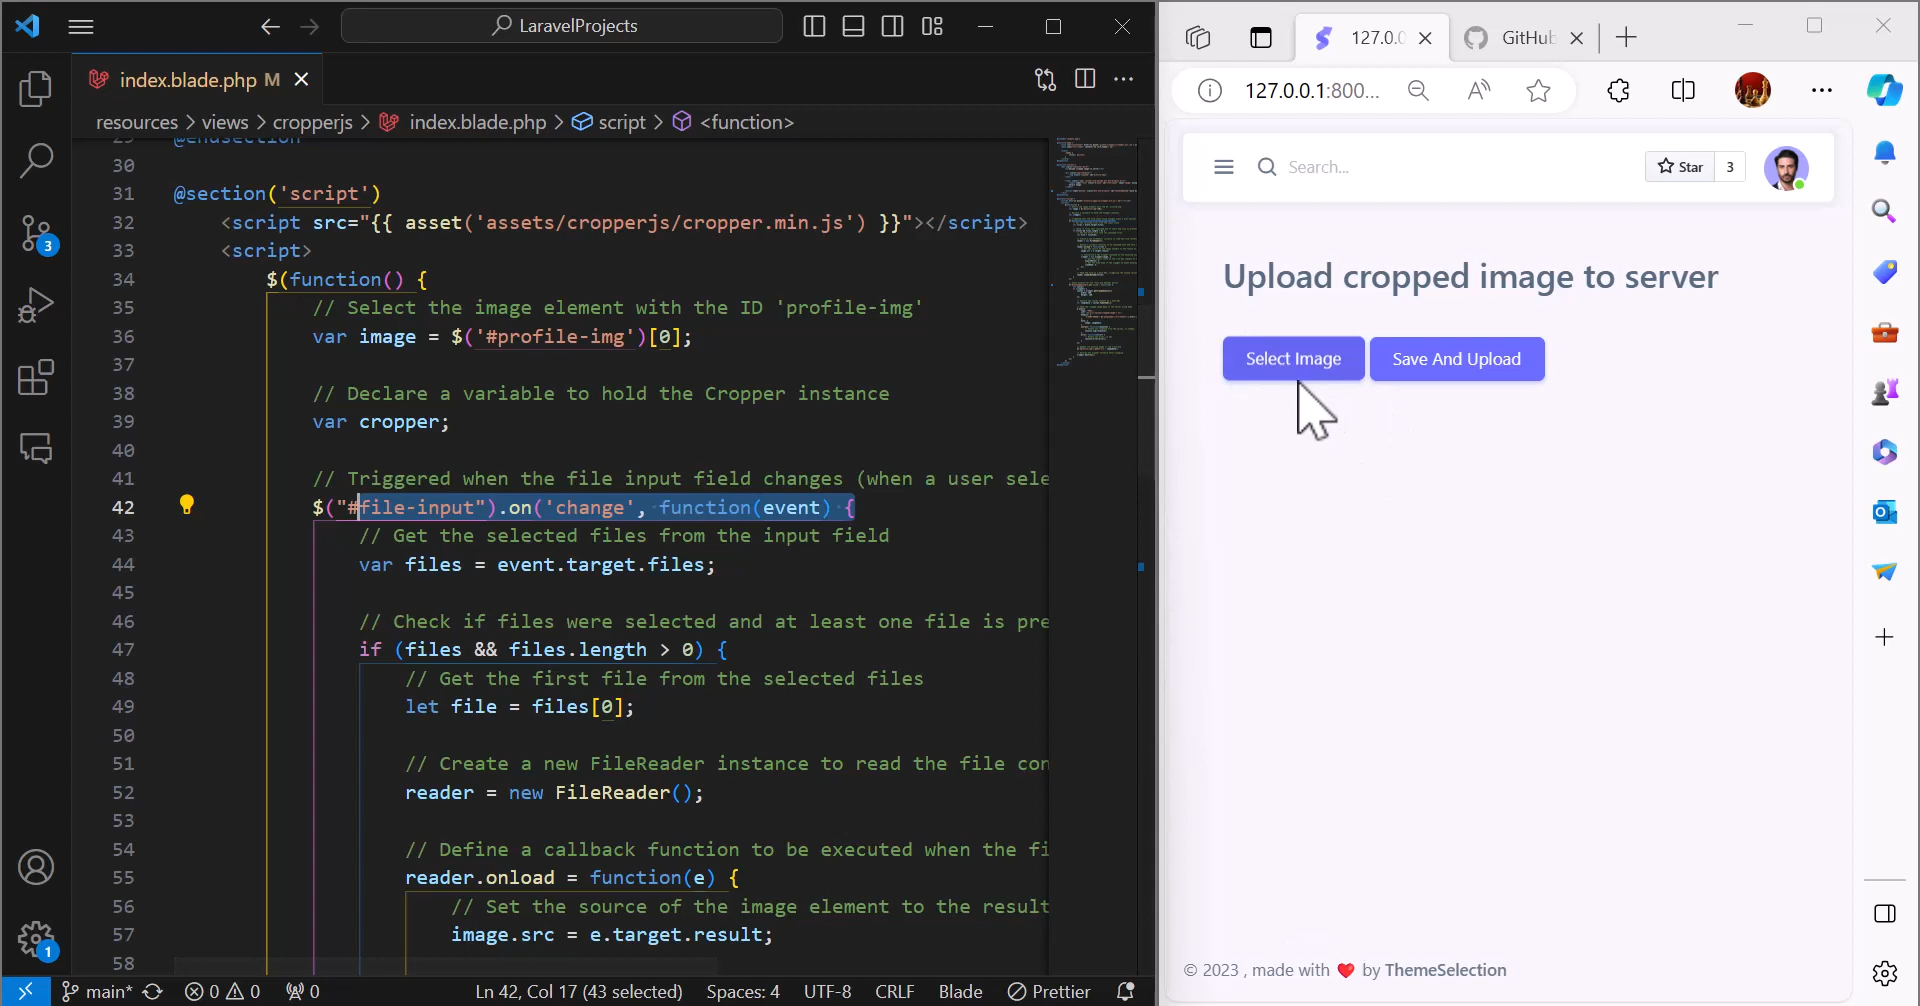 LaravelProjects
index.blade.php M
resources > views > cropperjs > index.blade.php > script > <function>
29 @endsection
30
31 @section('script')
32 <script src="{{ asset('assets/cropperjs/cropper.min.js') }}"></script>
33 <script>
34 $(function() {
35 // Select the image element with the ID 'profile-img'
36 var image = $('#profile-img')[0];
37
38 // Declare a variable to hold the Cropper instance
39 var cropper;
40
41 // Triggered when the file input field changes (when a user sele
42 $("#file-input").on('change', function(event) {
43 // Get the selected files from the input field
44 var files = event.target.files;
45
46 // Check if files were selected and at least one file is pre
47 if (files && files.length > 0) {
48 // Get the first file from the selected files
49 let file = files[0];
50
51 // Create a new FileReader instance to read the file con
52 reader = new FileReader();
53
54 // Define a callback function to be executed when the fi
55 reader.onload = function(e) {
56 // Set the source of the image element to the result
57 image.src = e.target.result;
58
3
1
main* 0 0 0 Ln 42, Col 17 (43 selected) Spaces: 4 UTF-8 CRLF Blade Prettier
127.0.0
GitHub
127.0.0.1:800...
Search...
Star 3
Upload cropped image to server
Select Image
Save And Upload
© 2023 , made with ❤️ by ThemeSelection